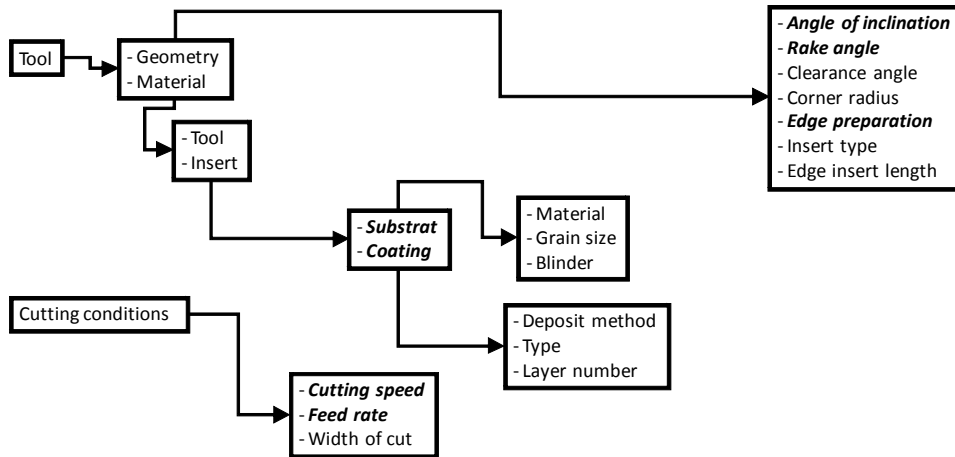 Tool
- Geometry
- Material
- Angle of inclination
- Rake angle
- Clearance angle
- Corner radius
- Edge preparation
- Insert type
- Edge insert length
- Tool
- Insert
- Substrat
- Coating
- Material
- Grain size
- Blinder
- Deposit method
- Type
- Layer number
Cutting conditions
- Cutting speed
- Feed rate
- Width of cut